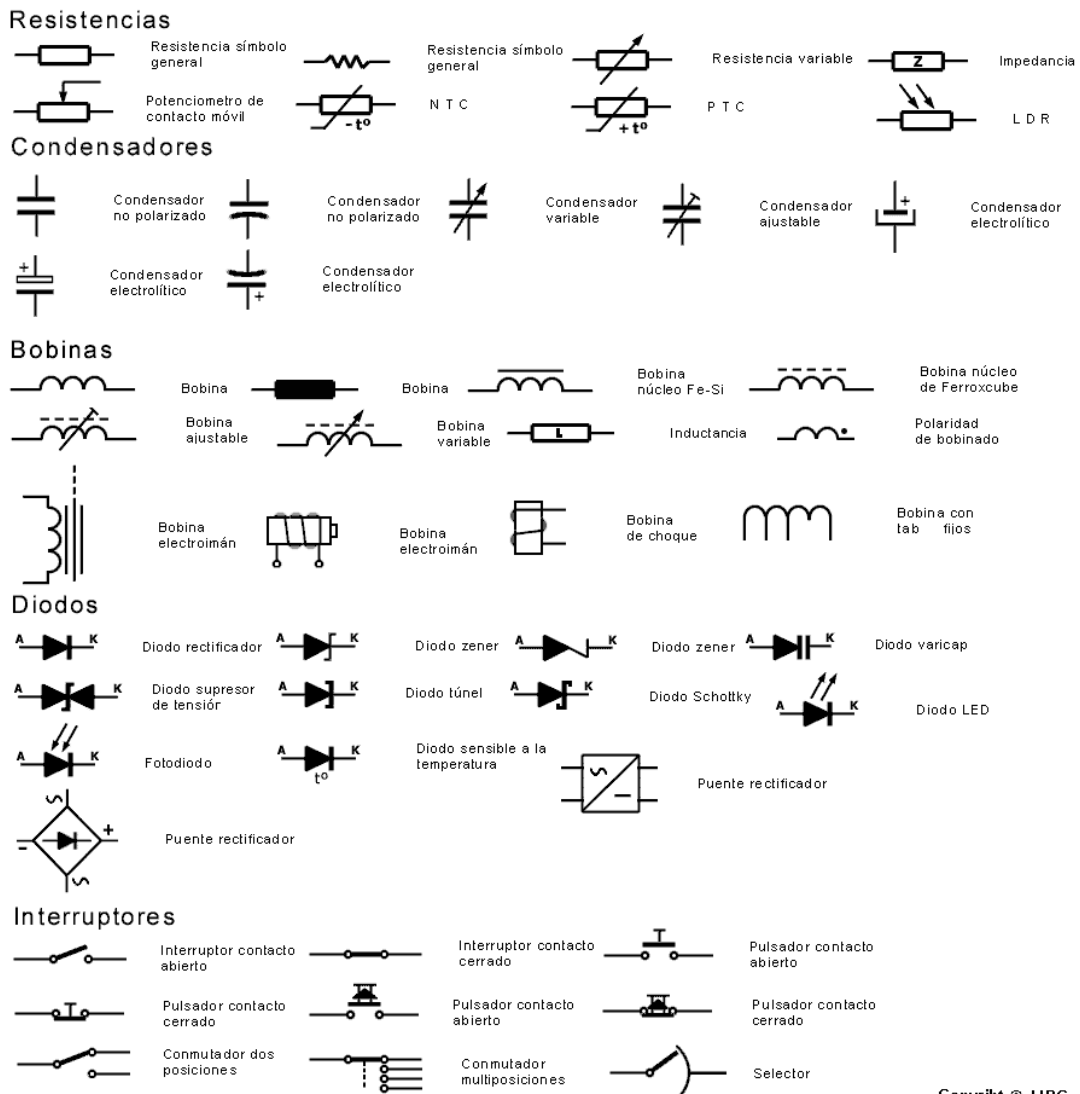 Resistencias
Resistencia símbolo
general
Resistencia símbolo
general
Resistencia variable
Z
Impedancia
Potenciometro de
contacto móvil
-tº
N T C
+tº
P T C
L D R
Condensadores
Condensador
no polarizado
Condensador
no polarizado
Condensador
variable
Condensador
ajustable
+
Condensador
electrolítico
+
Condensador
electrolítico
+
Condensador
electrolítico
Bobinas
Bobina
Bobina
Bobina
núcleo Fe-Si
Bobina núcleo
de Ferroxcube
Bobina
ajustable
Bobina
variable
L
Inductancia
Polaridad
de bobinado
Bobina
electroimán
Bobina
electroimán
Bobina
de choque
Bobina con
tab fijos
Diodos
A K
Diodo rectificador
A K
Diodo zener
A K
Diodo zener
A K
Diodo varicap
A K
Diodo supresor
de tensiór
A K
Diodo túnel
A K
Diodo Schottky
A K
Diodo LED
A K
Fotodiodo
A K
tº
Diodo sensible a la
temperatura
Puente rectificador
- +
Puente rectificador
Interruptores
Interruptor contacto
abierto
Interruptor contacto
cerrado
Pulsador contacto
abierto
Pulsador contacto
cerrado
Pulsador contacto
abierto
Pulsador contacto
cerrado
Conmutador dos
posiciones
Conmutador
multiposiciones
Selector